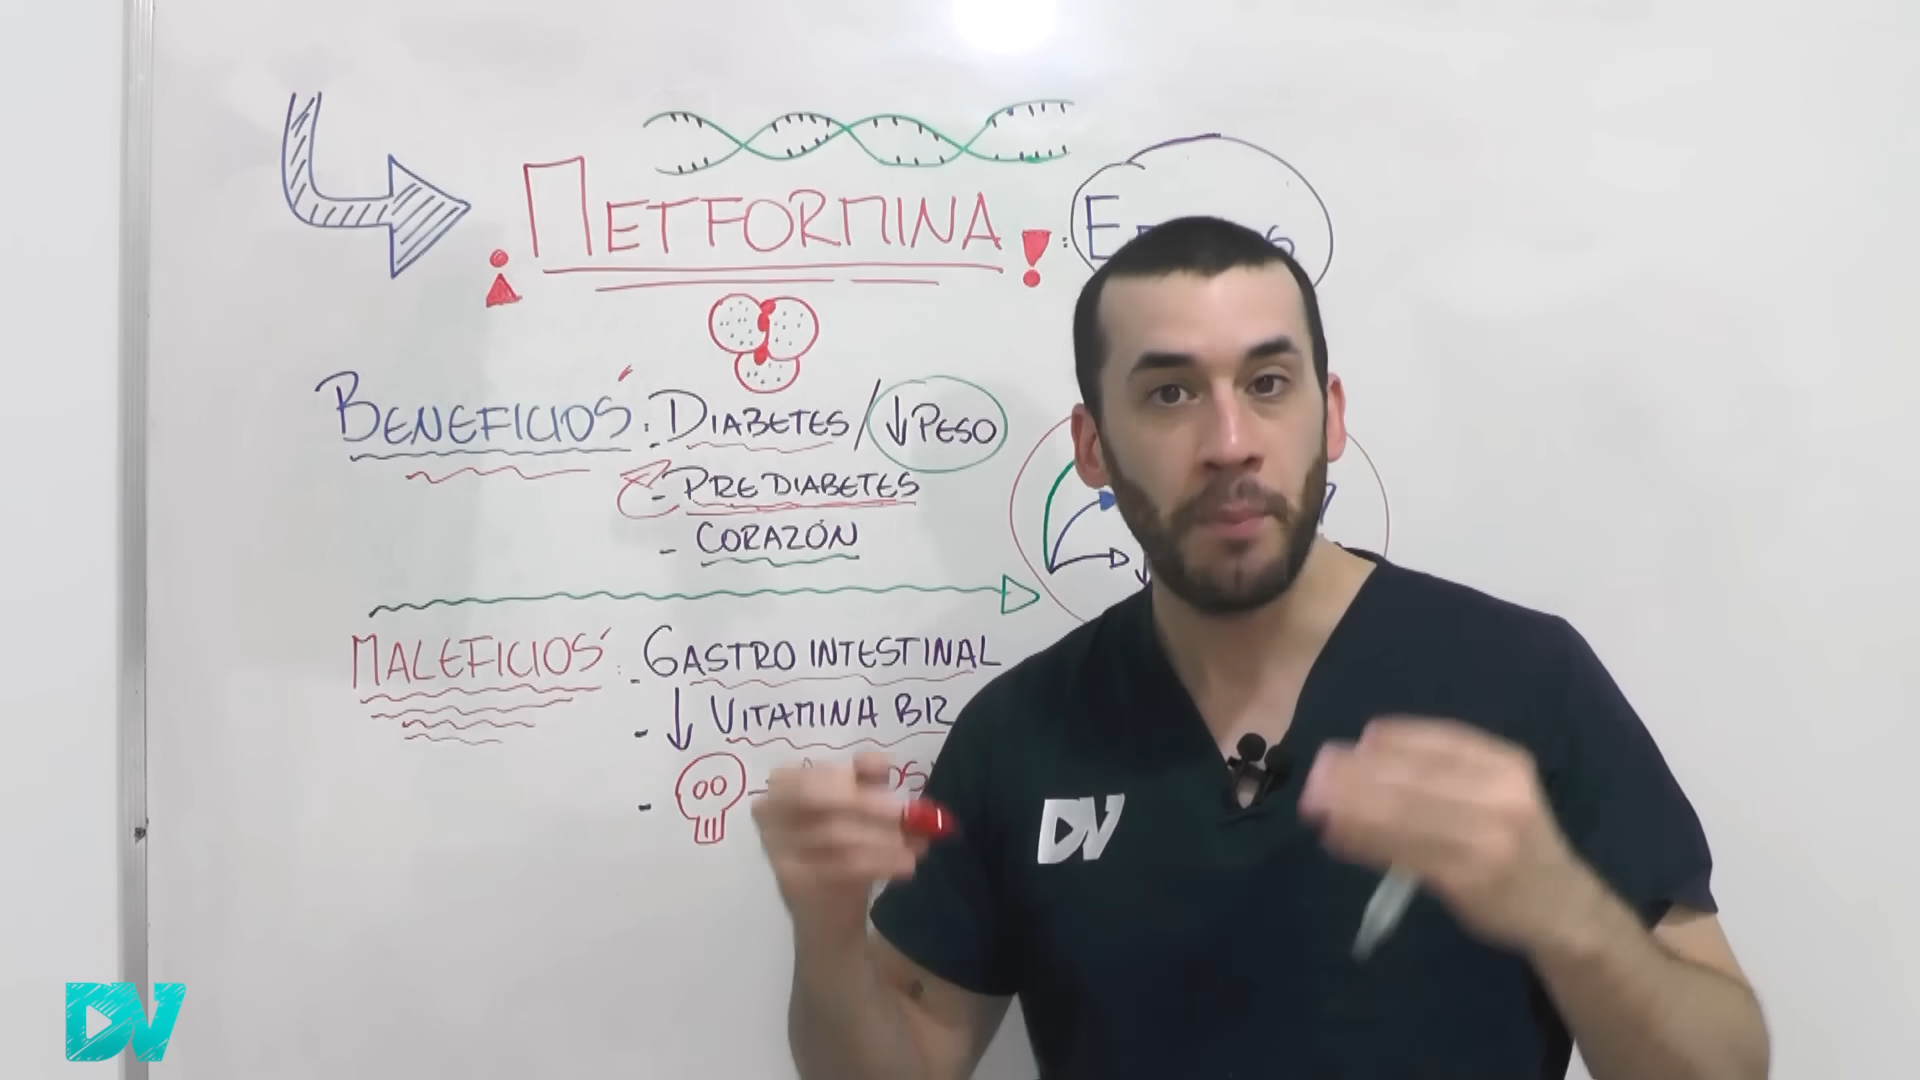 ¡METFORMINA!:
BENEFICIOS: DIABETES / ↓ PESO
- PREDIABETES
- CORAZÓN
MALEFICIOS: - GASTROINTESTINAL
- ↓ VITAMINA B12
DV
DV